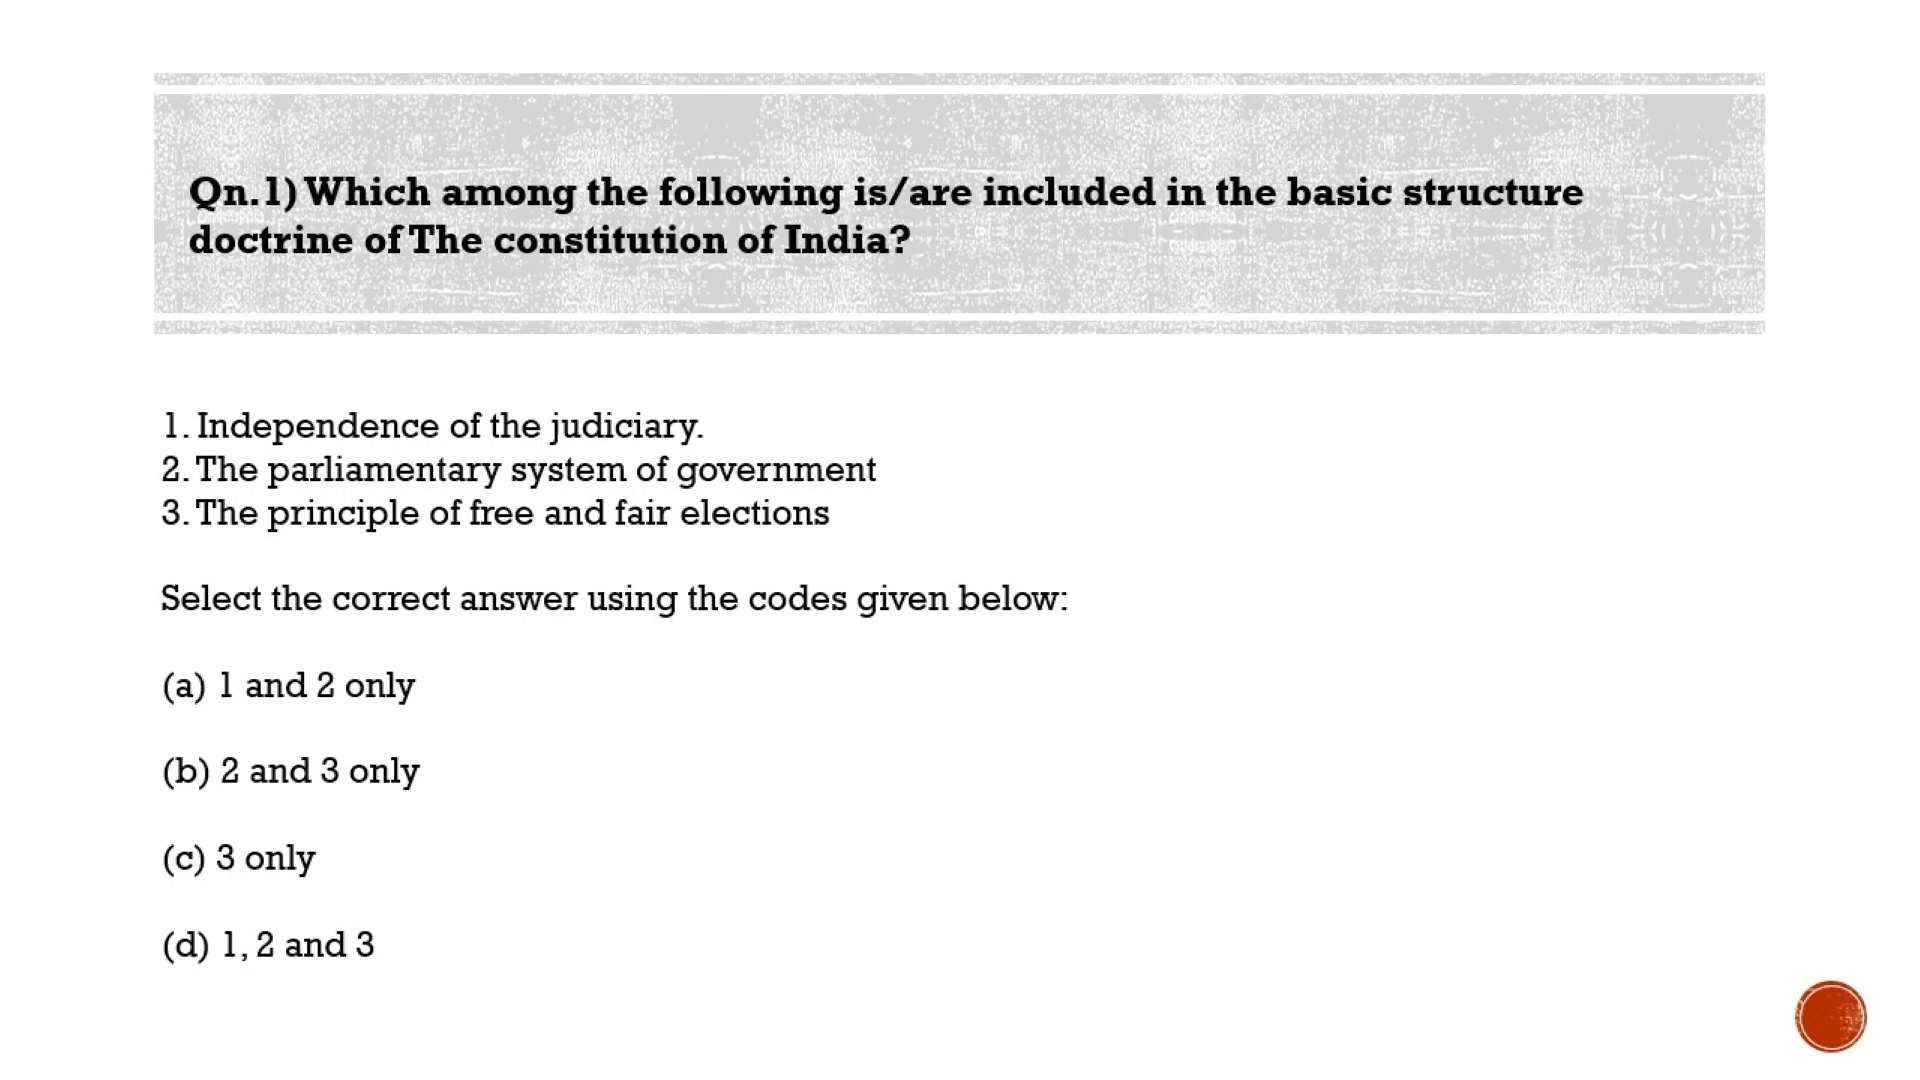 Qn.1) Which among the following is/are included in the basic structure
doctrine of The constitution of India?
1. Independence of the judiciary.
2. The parliamentary system of government
3. The principle of free and fair elections
Select the correct answer using the codes given below:
(a) 1 and 2 only
(b) 2 and 3 only
(c) 3 only
(d) 1, 2 and 3